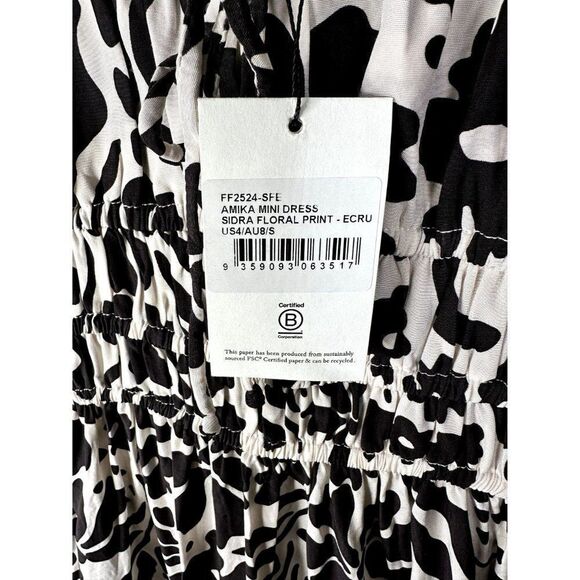 FF2524-SFE
AMIKA MINI DRESS
SIDRA FLORAL PRINT - ECRU
US4/AU8/S
9 359093 063517
Certified
B
Corporation
This paper has been produced from sustainably
sourced FSC® Certified paper & can be recycled.